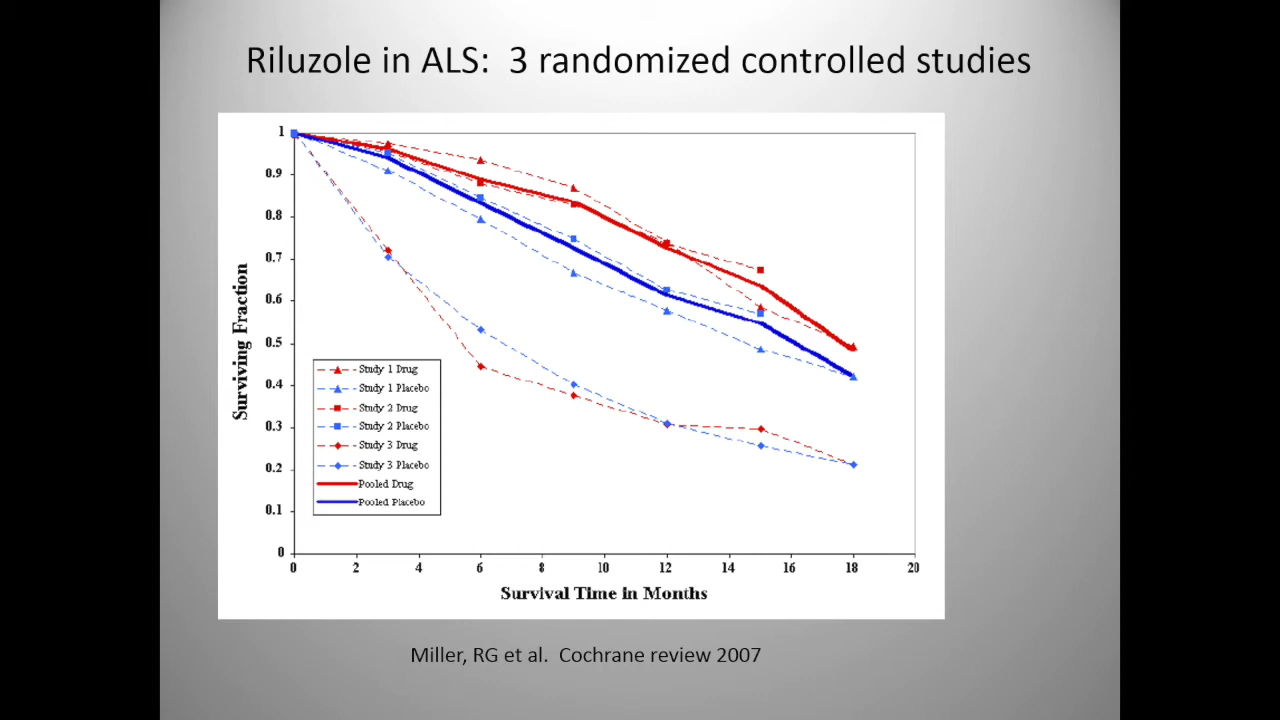 Riluzole in ALS:  3 randomized controlled studies
1
0.9
0.8
0.7
0.6
0.5
0.4
0.3
0.2
0.1
0
Surviving Fraction
Study 1 Drug
Study 1 Placebo
Study 2 Drug
Study 2 Placebo
Study 3 Drug
Study 3 Placebo
Pooled Drug
Pooled Placebo
0 2 4 6 8 10 12 14 16 18 20
Survival Time in Months
Miller, RG et al.  Cochrane review 2007